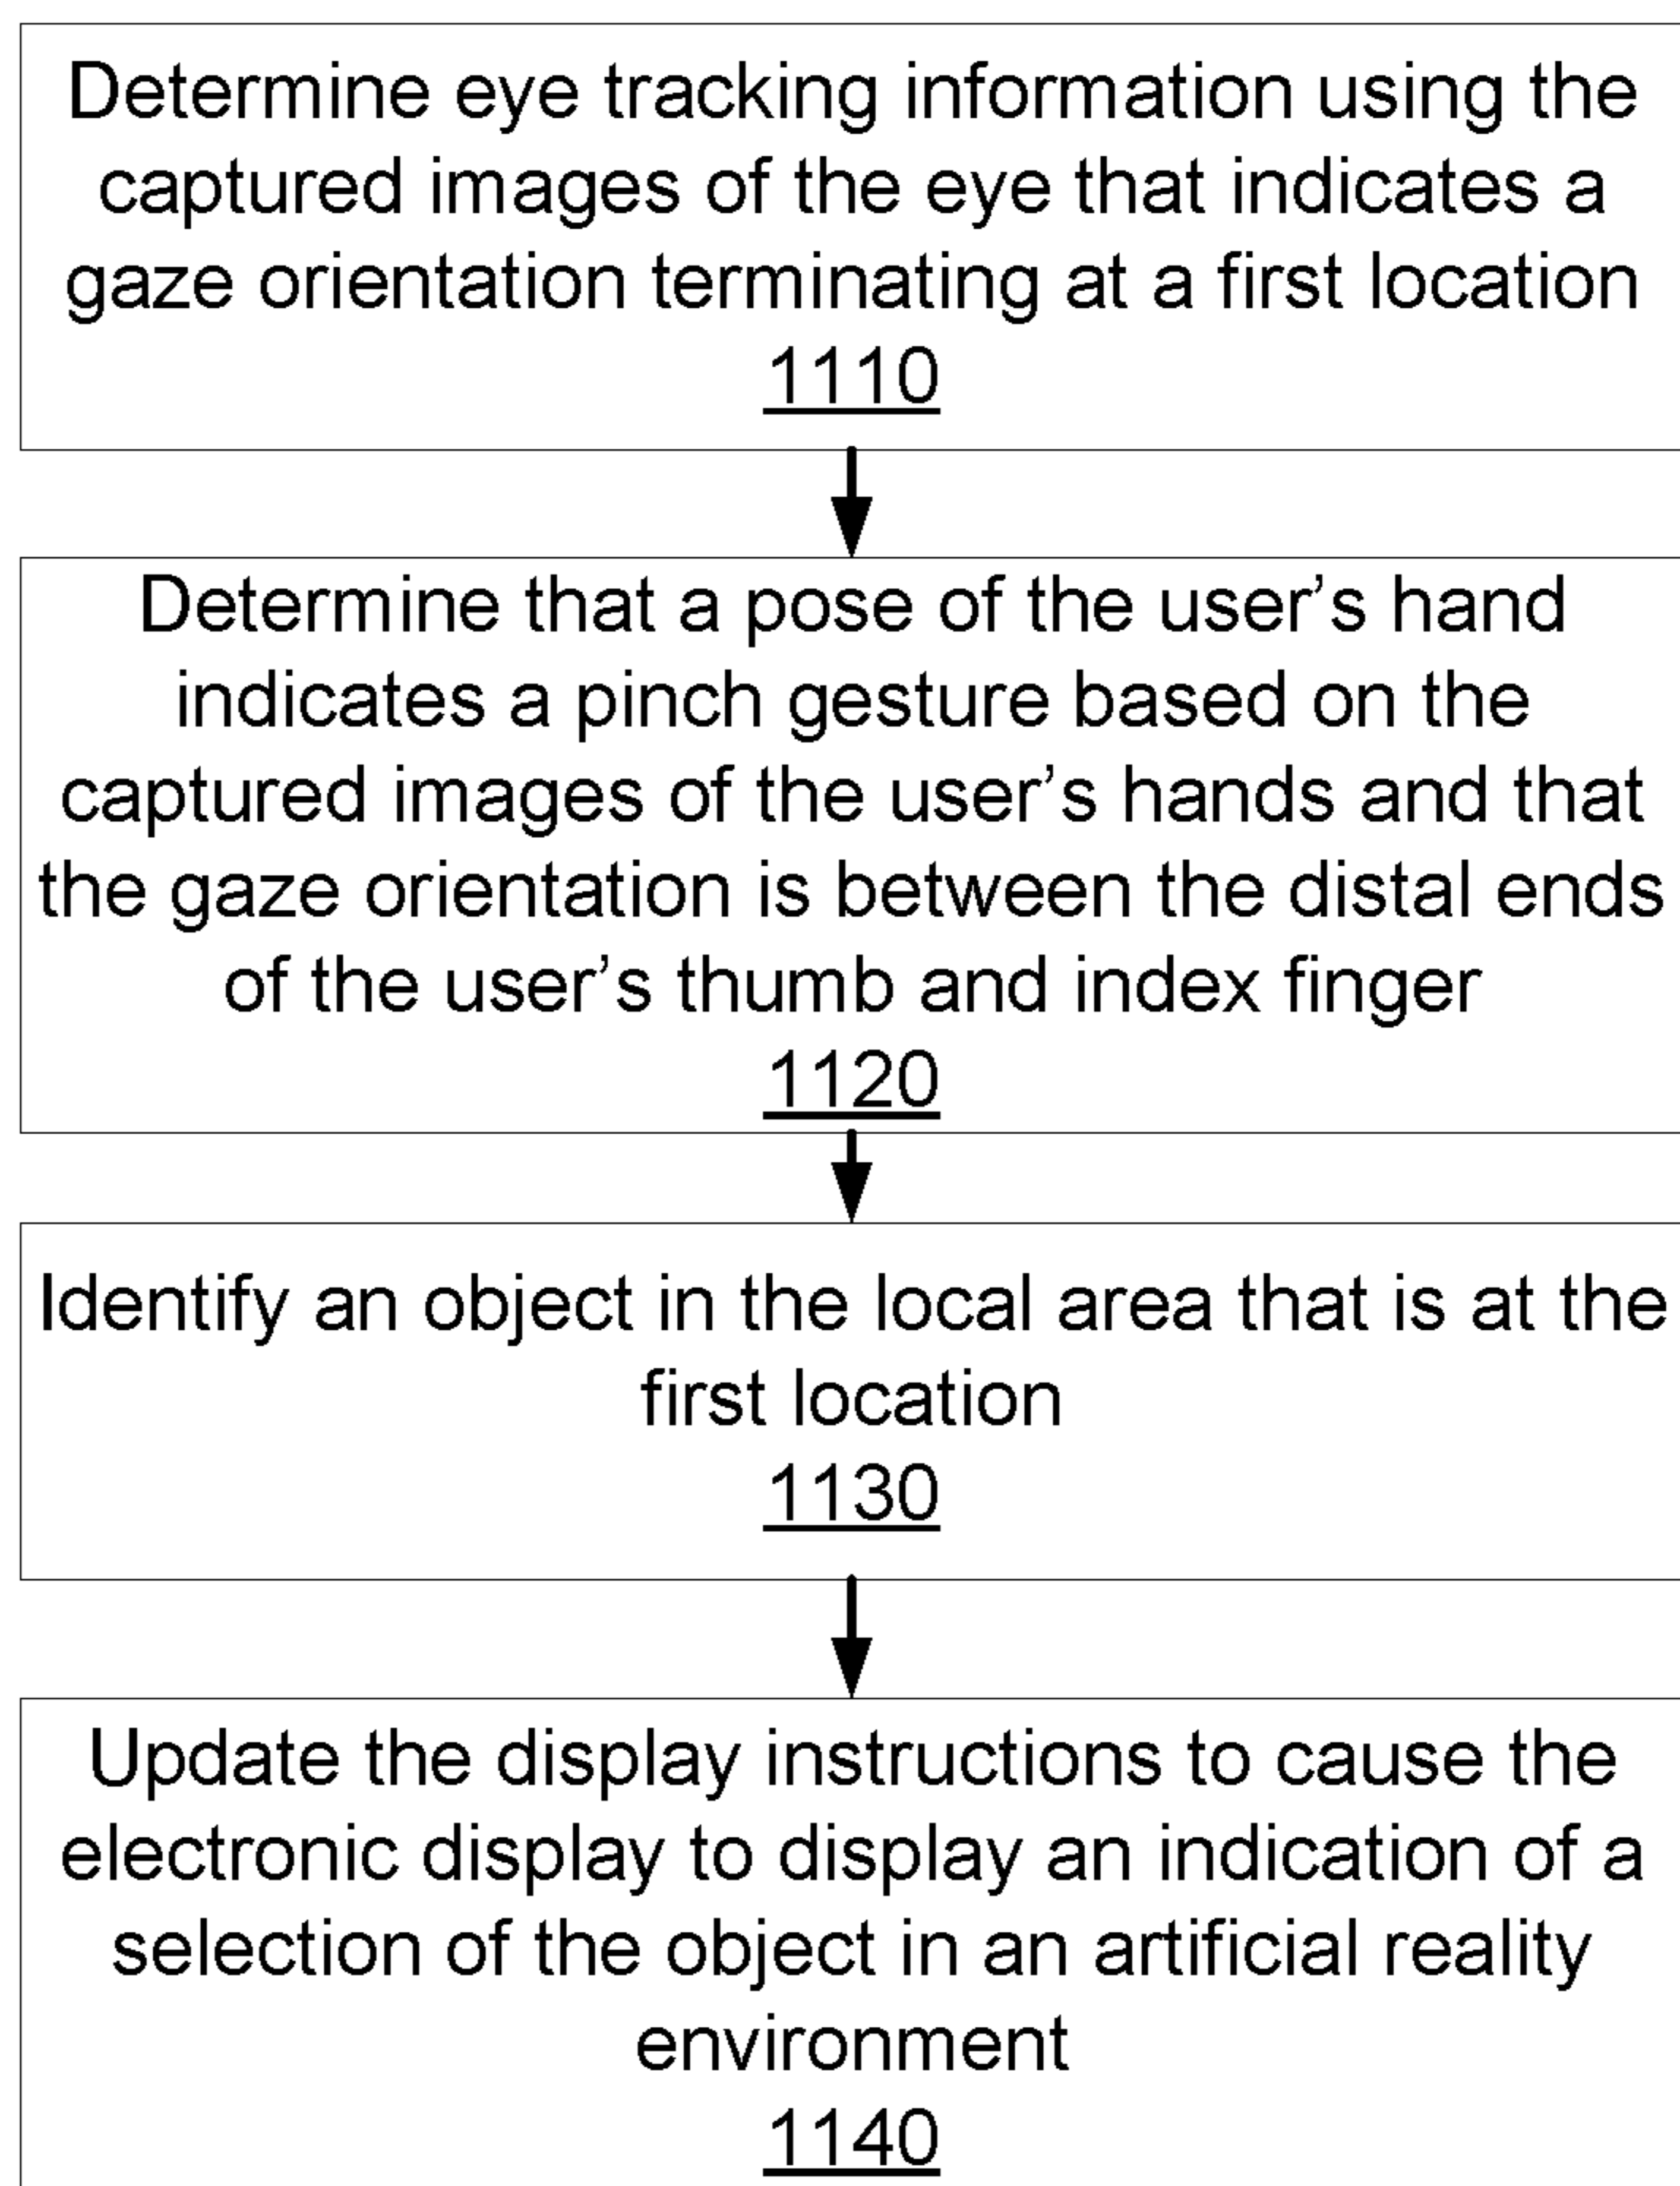 Determine eye tracking information using the
captured images of the eye that indicates a
gaze orientation terminating at a first location
1110
Determine that a pose of the user’s hand
indicates a pinch gesture based on the
captured images of the user’s hands and that
the gaze orientation is between the distal ends
of the user’s thumb and index finger
1120
Identify an object in the local area that is at the
first location
1130
Update the display instructions to cause the
electronic display to display an indication of a
selection of the object in an artificial reality
environment
1140